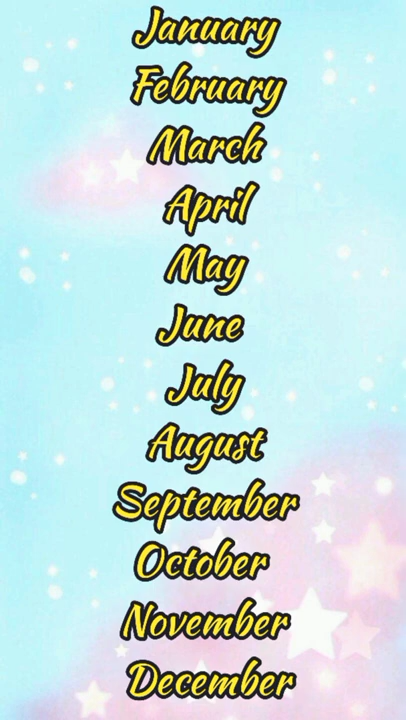 January
February
March
April
May
June
July
August
September
October
November
December